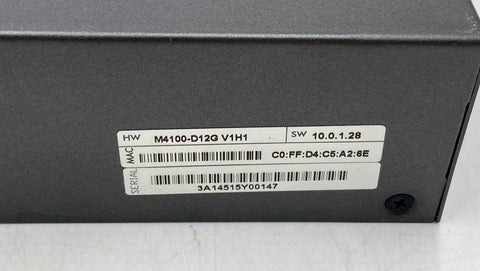 HW M4100-D12G V1H1 SW 10.0.1.28
MAC C0:FF:D4:C5:A2:6E
SERIAL 3A14515Y00147